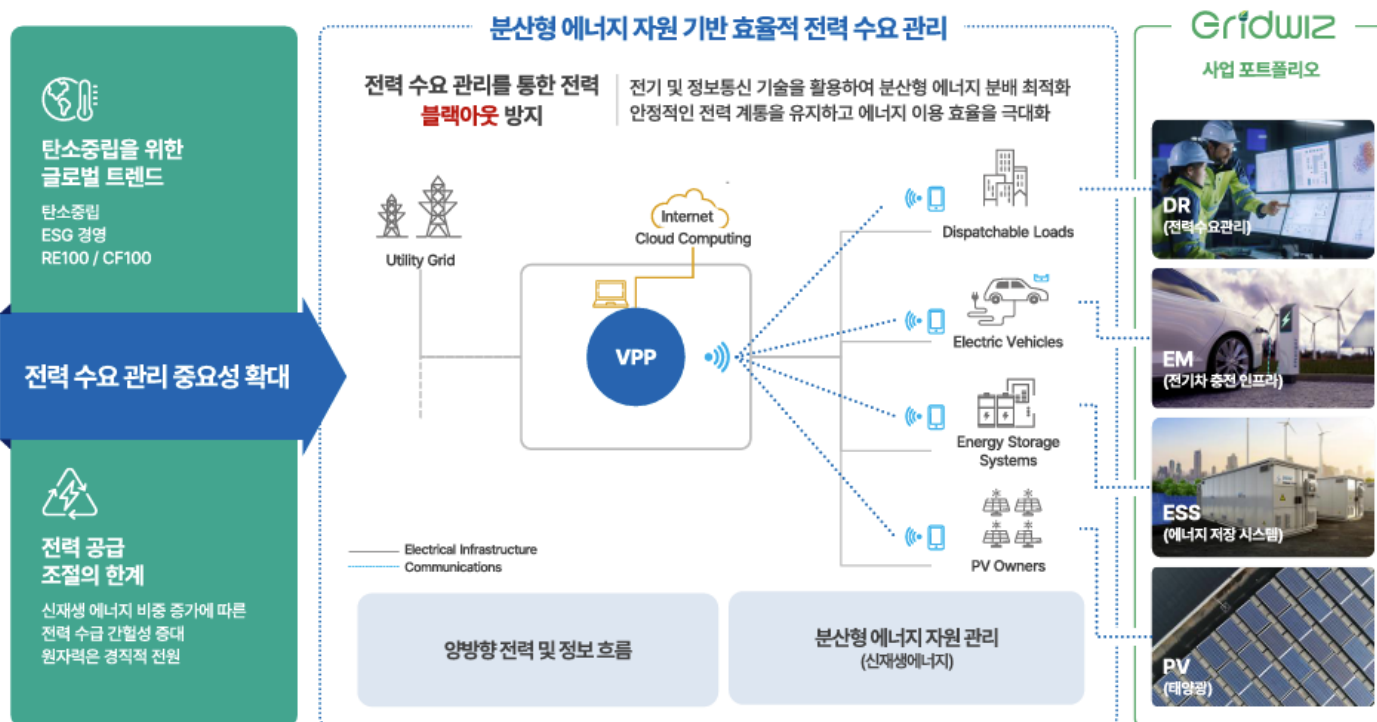 탄소중립을 위한
글로벌 트렌드
탄소중립
ESG 경영
RE100 / CF100
전력 수요 관리 중요성 확대
전력 공급
조절의 한계
신재생 에너지 비중 증가에 따른
전력 수급 간헐성 증대
원자력은 경직적 전원
분산형 에너지 자원 기반 효율적 전력 수요 관리
전력 수요 관리를 통한 전력
블랙아웃 방지
전기 및 정보통신 기술을 활용하여 분산형 에너지 분배 최적화
안정적인 전력 계통을 유지하고 에너지 이용 효율을 극대화
Utility Grid
Internet
Cloud Computing
VPP
Dispatchable Loads
Electric Vehicles
Energy Storage
Systems
PV Owners
Electrical Infrastructure
Communications
양방향 전력 및 정보 흐름
분산형 에너지 자원 관리
(신재생에너지)
Gridwiz
사업 포트폴리오
DR
(전력수요관리)
EM
(전기차 충전 인프라)
ESS
(에너지 저장 시스템)
PV
(태양광)